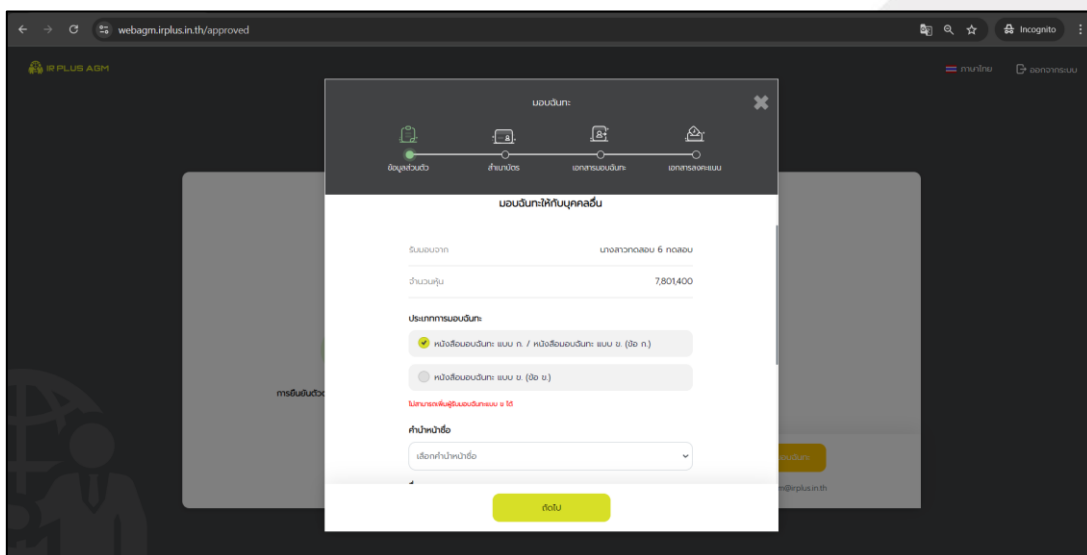 webagm.irplus.in.th/approved
Incognito
IR PLUS AGM
ภาษาไทย
ออกจากระบบ
มอบฉันทะ
ข้อมูลส่วนตัว
สำเนาบัตร
เอกสารมอบฉันทะ
เอกสารลงคะแนน
มอบฉันทะให้กับบุคคลอื่น
รับมอบจาก
นางสาวทดสอบ 6 ทดสอบ
จำนวนหุ้น
7,801,400
ประเภทการมอบฉันทะ
หนังสือมอบฉันทะ แบบ ก. / หนังสือมอบฉันทะ แบบ ข. (ข้อ ก.)
หนังสือมอบฉันทะ แบบ ข. (ข้อ ข.)
ไม่สามารถเพิ่มผู้รับมอบฉันทะแบบ ข ได้
คำนำหน้าชื่อ
เลือกคำนำหน้าชื่อ
ถัดไป
การยืนยันตัวต
มอบฉันทะ
@irplus.in.th